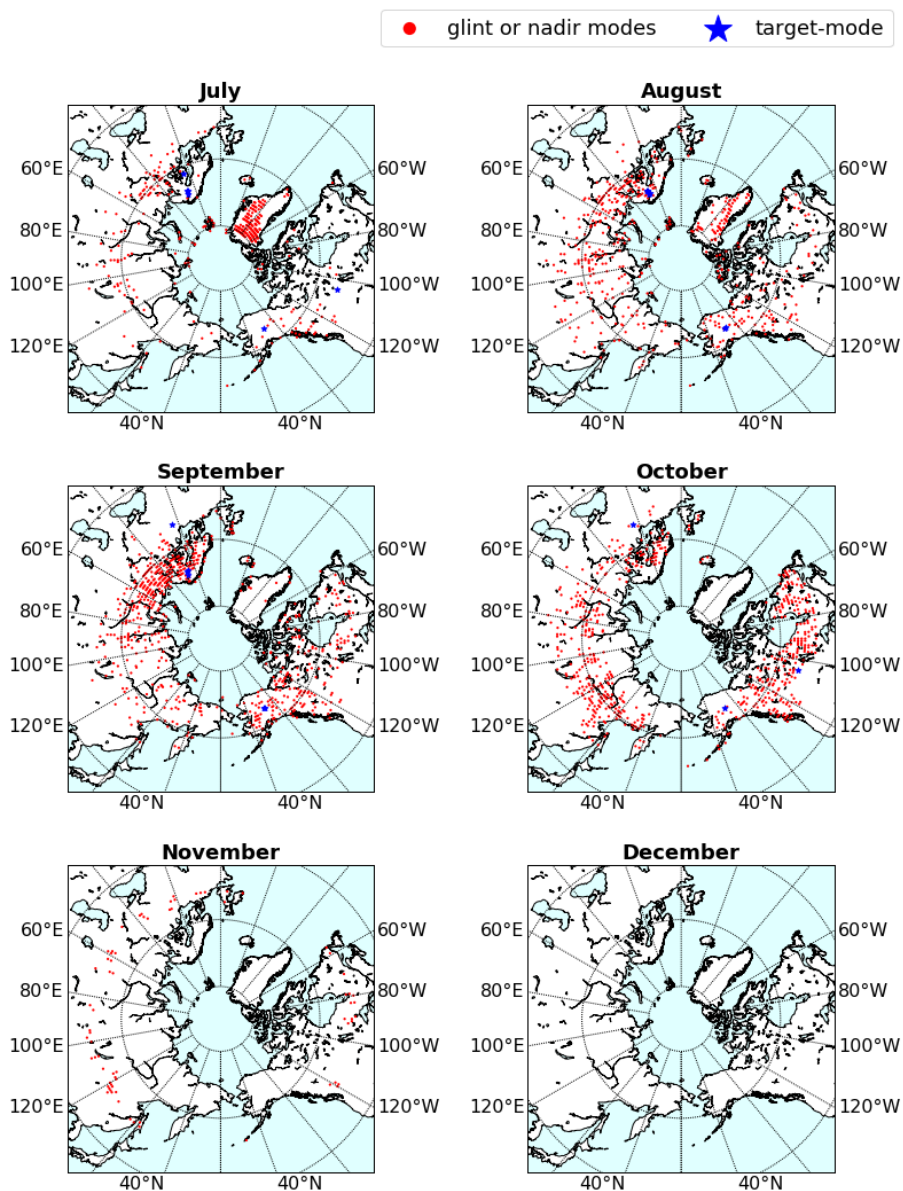 glint or nadir modes target-mode
July August
60°E 60°W 60°E 60°W
80°E 80°W 80°E 80°W
100°E 100°W 100°E 100°W
120°E 120°W 120°E 120°W
40°N 40°N 40°N 40°N
September October
60°E 60°W 60°E 60°W
80°E 80°W 80°E 80°W
100°E 100°W 100°E 100°W
120°E 120°W 120°E 120°W
40°N 40°N 40°N 40°N
November December
60°E 60°W 60°E 60°W
80°E 80°W 80°E 80°W
100°E 100°W 100°E 100°W
120°E 120°W 120°E 120°W
40°N 40°N 40°N 40°N